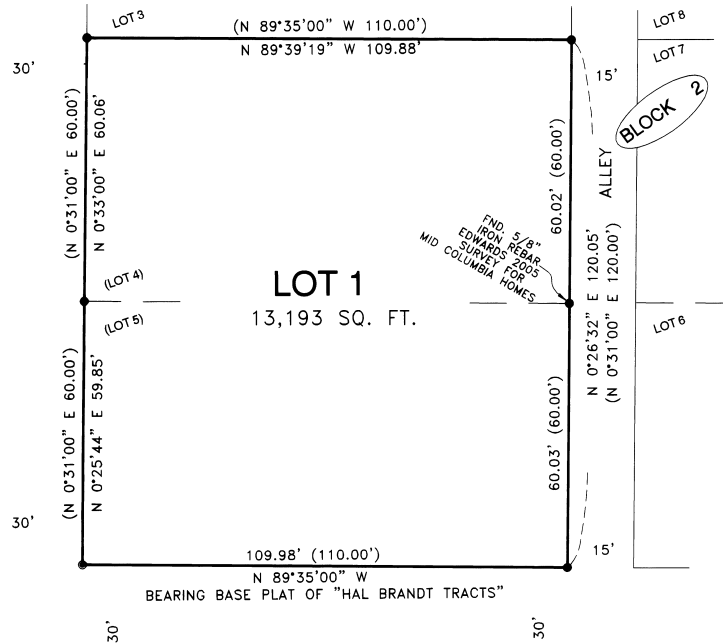 LOT 3
(N 89°35'00" W 110.00')
N 89°39'19" W 109.88'
LOT 8
LOT 7
30'
15'
BLOCK 2
(N 0°31'00" E 60.00')
N 0°33'00" E 60.06'
60.02' (60.00')
ALLEY
FND. 5/8"
IRON REBAR
EDWARDS 2005
SURVEY FOR
MID COLUMBIA HOMES
(LOT 4)
(LOT 5)
LOT 1
13,193 SQ. FT.
N 0°26'32" E 120.05'
(N 0°31'00" E 120.00')
LOT 6
(N 0°31'00" E 60.00')
N 0°25'44" E 59.85'
60.03' (60.00')
30'
15'
109.98' (110.00')
N 89°35'00" W
BEARING BASE PLAT OF "HAL BRANDT TRACTS"
30'
30'